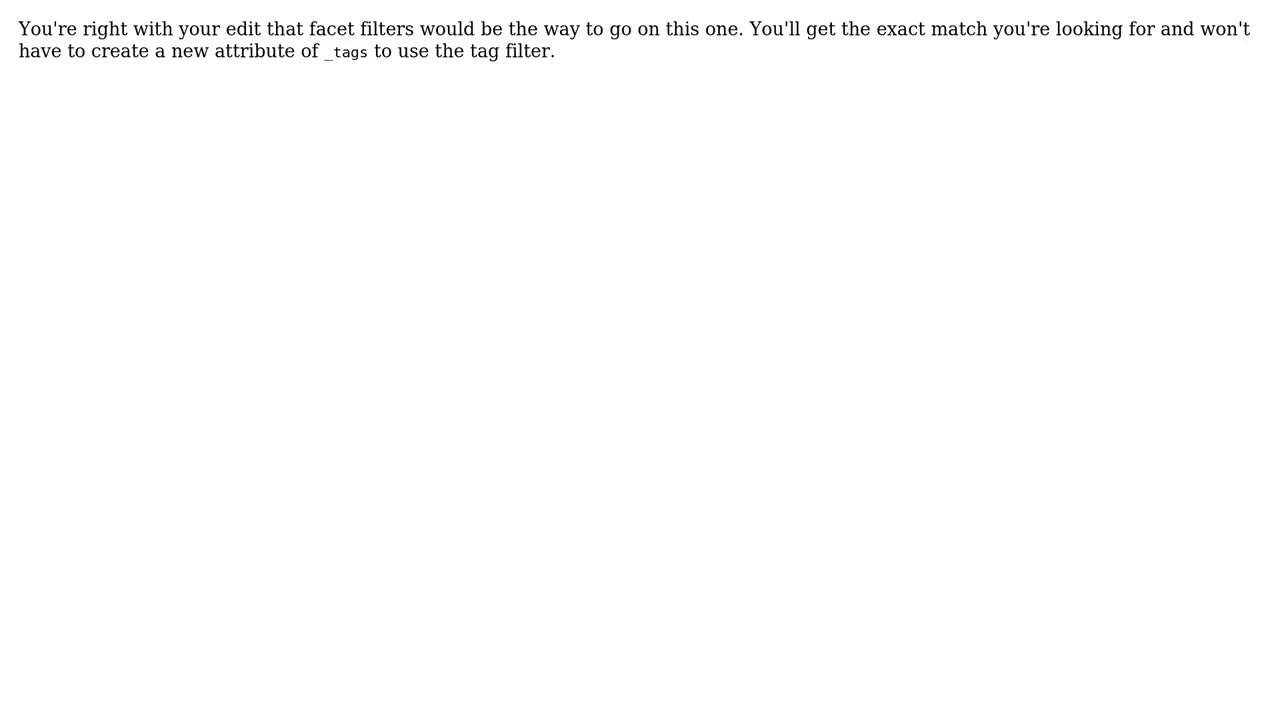 You're right with your edit that facet filters would be the way to go on this one. You'll get the exact match you're looking for and won't
have to create a new attribute of _tags to use the tag filter.